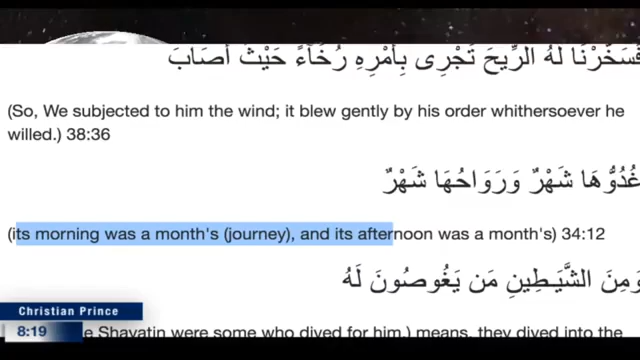 فَسَخَّرْنَا لَهُ الرِّيحَ تَجْرِى بِأَمْرِهِ رُخَآءً حَيْثُ أَصَابَ
(So, We subjected to him the wind; it blew gently by his order whithersoever he
willed.) 38:36
غُدُوُّهَا شَهْرٌ وَرَوَاحُهَا شَهْرٌ
(its morning was a month's (journey), and its afternoon was a month's) 34:12
وَمِنَ الشَّيَـطِينِ مَن يَغُوصُونَ لَهُ
Christian Prince
8:19
Shayatin were some who dived for him.) means, they dived into the